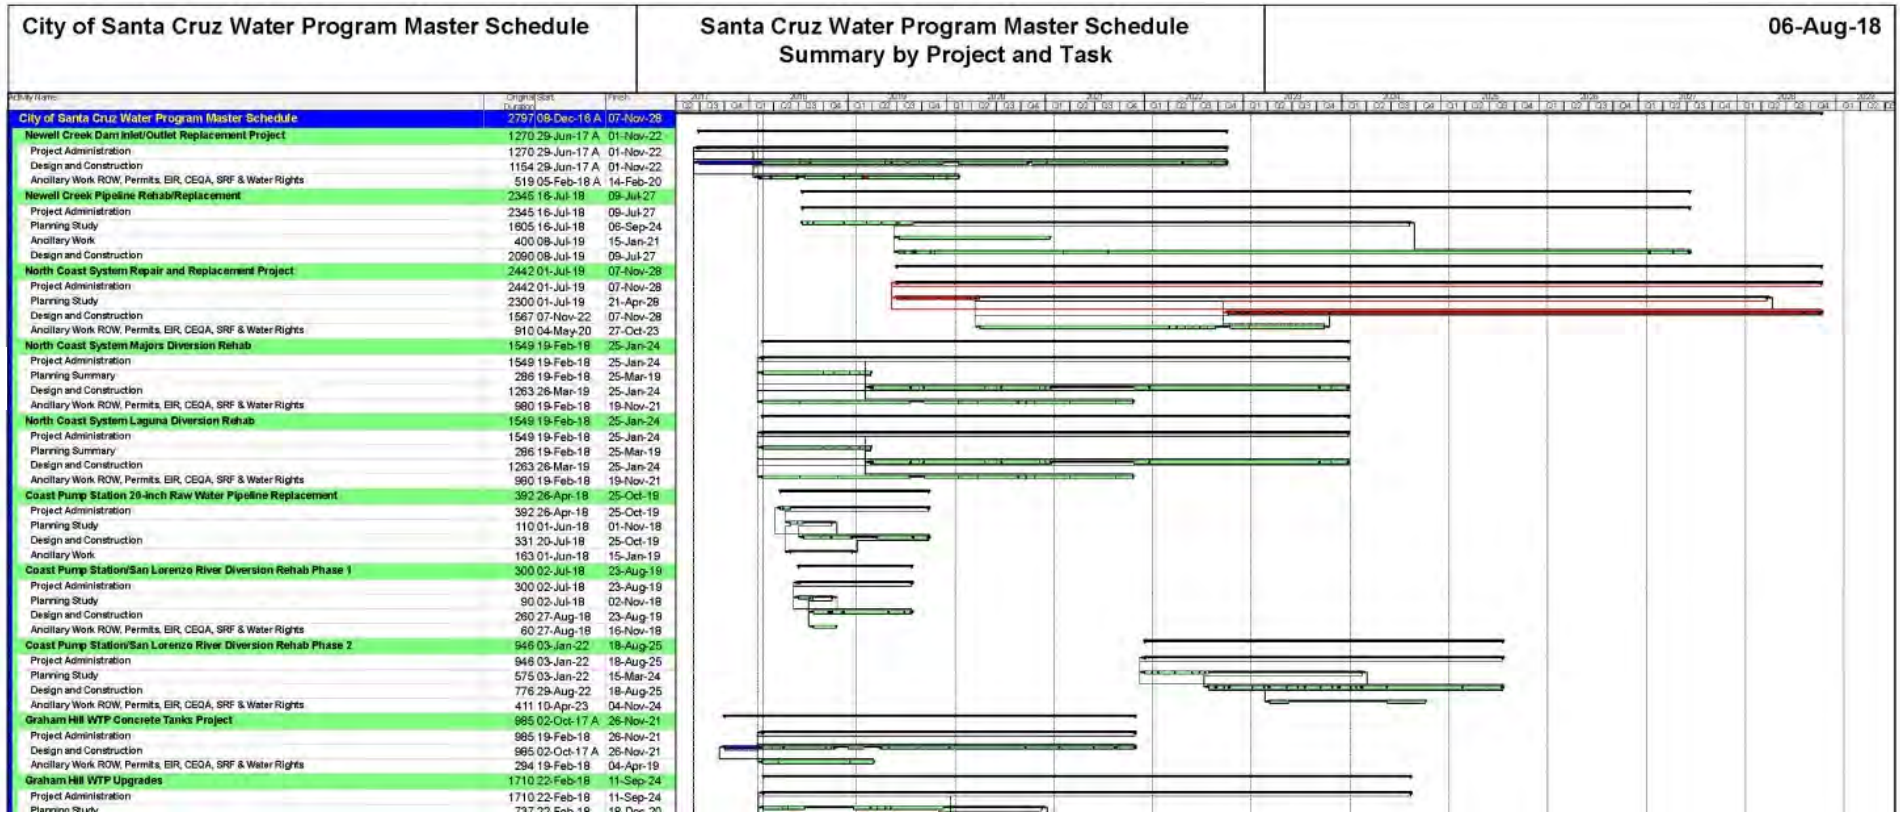 City of Santa Cruz Water Program Master Schedule
Santa Cruz Water Program Master Schedule
Summary by Project and Task
06-Aug-18
Activity Name Original Duration Start Finish
2017 2018 2019 2020 2021 2022 2023 2024 2025 2026 2027 2028 2029
City of Santa Cruz Water Program Master Schedule 2797 08-Dec-16 A 07-Nov-28
Newell Creek Dam Inlet/Outlet Replacement Project 1270 29-Jun-17 A 01-Nov-22
Project Administration 1270 29-Jun-17 A 01-Nov-22
Design and Construction 1154 29-Jun-17 A 01-Nov-22
Ancillary Work ROW, Permits, EIR, CEQA, SRF & Water Rights 519 05-Feb-18 A 14-Feb-20
Newell Creek Pipeline Rehab/Replacement 2345 16-Jul-18 09-Jul-27
Project Administration 2345 16-Jul-18 09-Jul-27
Planning Study 1605 16-Jul-18 06-Sep-24
Ancillary Work 400 08-Jul-19 15-Jan-21
Design and Construction 2090 08-Jul-19 09-Jul-27
North Coast System Repair and Replacement Project 2442 01-Jul-19 07-Nov-28
Project Administration 2442 01-Jul-19 07-Nov-28
Planning Study 2300 01-Jul-19 21-Apr-28
Design and Construction 1567 07-Nov-22 07-Nov-28
Ancillary Work ROW, Permits, EIR, CEQA, SRF & Water Rights 910 04-May-20 27-Oct-23
North Coast System Majors Diversion Rehab 1549 19-Feb-18 25-Jan-24
Project Administration 1549 19-Feb-18 25-Jan-24
Planning Summary 286 19-Feb-18 25-Mar-19
Design and Construction 1263 26-Mar-19 25-Jan-24
Ancillary Work ROW, Permits, EIR, CEQA, SRF & Water Rights 980 19-Feb-18 19-Nov-21
North Coast System Laguna Diversion Rehab 1549 19-Feb-18 25-Jan-24
Project Administration 1549 19-Feb-18 25-Jan-24
Planning Summary 286 19-Feb-18 25-Mar-19
Design and Construction 1263 26-Mar-19 25-Jan-24
Ancillary Work ROW, Permits, EIR, CEQA, SRF & Water Rights 980 19-Feb-18 19-Nov-21
Coast Pump Station 20-inch Raw Water Pipeline Replacement 392 26-Apr-18 25-Oct-19
Project Administration 392 26-Apr-18 25-Oct-19
Planning Study 110 01-Jun-18 01-Nov-18
Design and Construction 331 20-Jul-18 25-Oct-19
Ancillary Work 163 01-Jun-18 15-Jan-19
Coast Pump Station/San Lorenzo River Diversion Rehab Phase 1 300 02-Jul-18 23-Aug-19
Project Administration 300 02-Jul-18 23-Aug-19
Planning Study 90 02-Jul-18 02-Nov-18
Design and Construction 260 27-Aug-18 23-Aug-19
Ancillary Work ROW, Permits, EIR, CEQA, SRF & Water Rights 60 27-Aug-18 16-Nov-18
Coast Pump Station/San Lorenzo River Diversion Rehab Phase 2 946 03-Jan-22 18-Aug-25
Project Administration 946 03-Jan-22 18-Aug-25
Planning Study 575 03-Jan-22 15-Mar-24
Design and Construction 776 29-Aug-22 18-Aug-25
Ancillary Work ROW, Permits, EIR, CEQA, SRF & Water Rights 411 10-Apr-23 04-Nov-24
Graham Hill WTP Concrete Tanks Project 985 02-Oct-17 A 26-Nov-21
Project Administration 985 19-Feb-18 26-Nov-21
Design and Construction 985 02-Oct-17 A 26-Nov-21
Ancillary Work ROW, Permits, EIR, CEQA, SRF & Water Rights 294 19-Feb-18 04-Apr-19
Graham Hill WTP Upgrades 1710 22-Feb-18 11-Sep-24
Project Administration 1710 22-Feb-18 11-Sep-24
Planning Study 737 22-Feb-18 18-Dec-20